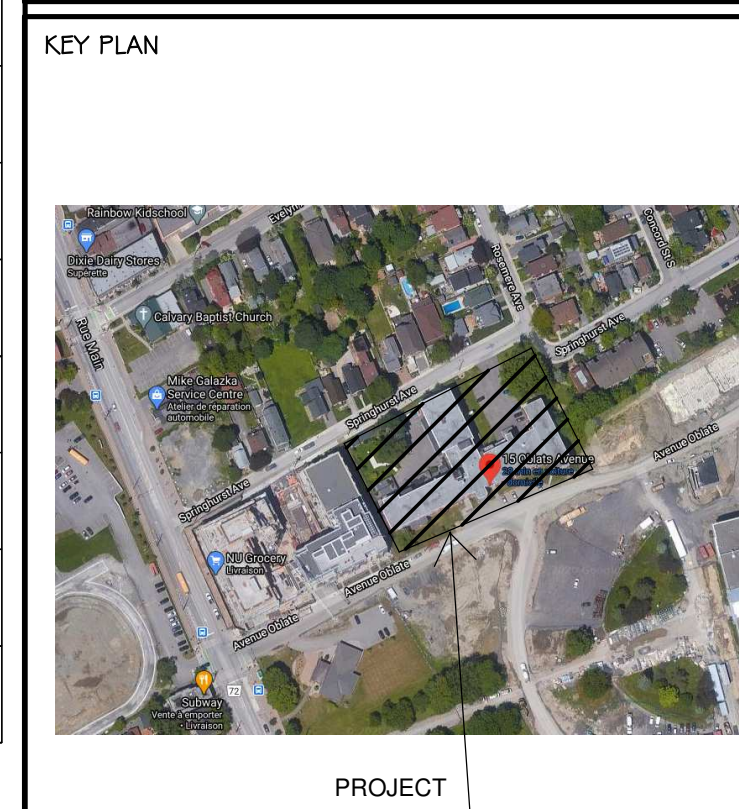 KEY PLAN
Rainbow Kidschool
Evelyn
Dixie Dairy Stores
Supérette
Concord St S
Rosemere Ave
Calvary Baptist Church
Rue Main
Springhurst Ave
Mike Galazka
Service Centre
Atelier de réparation
automobile
Springhurst Ave
Avenue Oblate
15 Oblats Avenue
Springhurst Ave
NU Grocery
Livraison
Avenue Oblate
Avenue Oblate
72
Subway
Vente à emporter
· Livraison
PROJECT